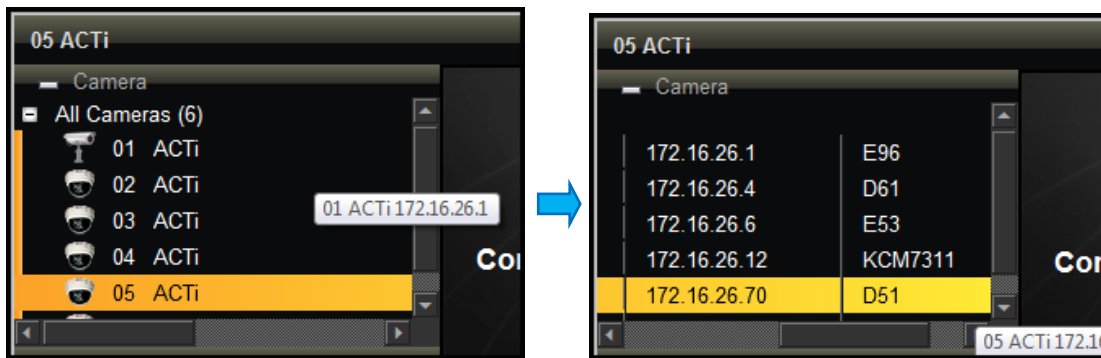 05 ACTi
Camera
All Cameras (6)
01 ACTi
02 ACTi
03 ACTi
04 ACTi
05 ACTi
01 ACTi 172.16.26.1
05 ACTi
Camera
172.16.26.1 E96
172.16.26.4 D61
172.16.26.6 E53
172.16.26.12 KCM7311
172.16.26.70 D51
05 ACTi